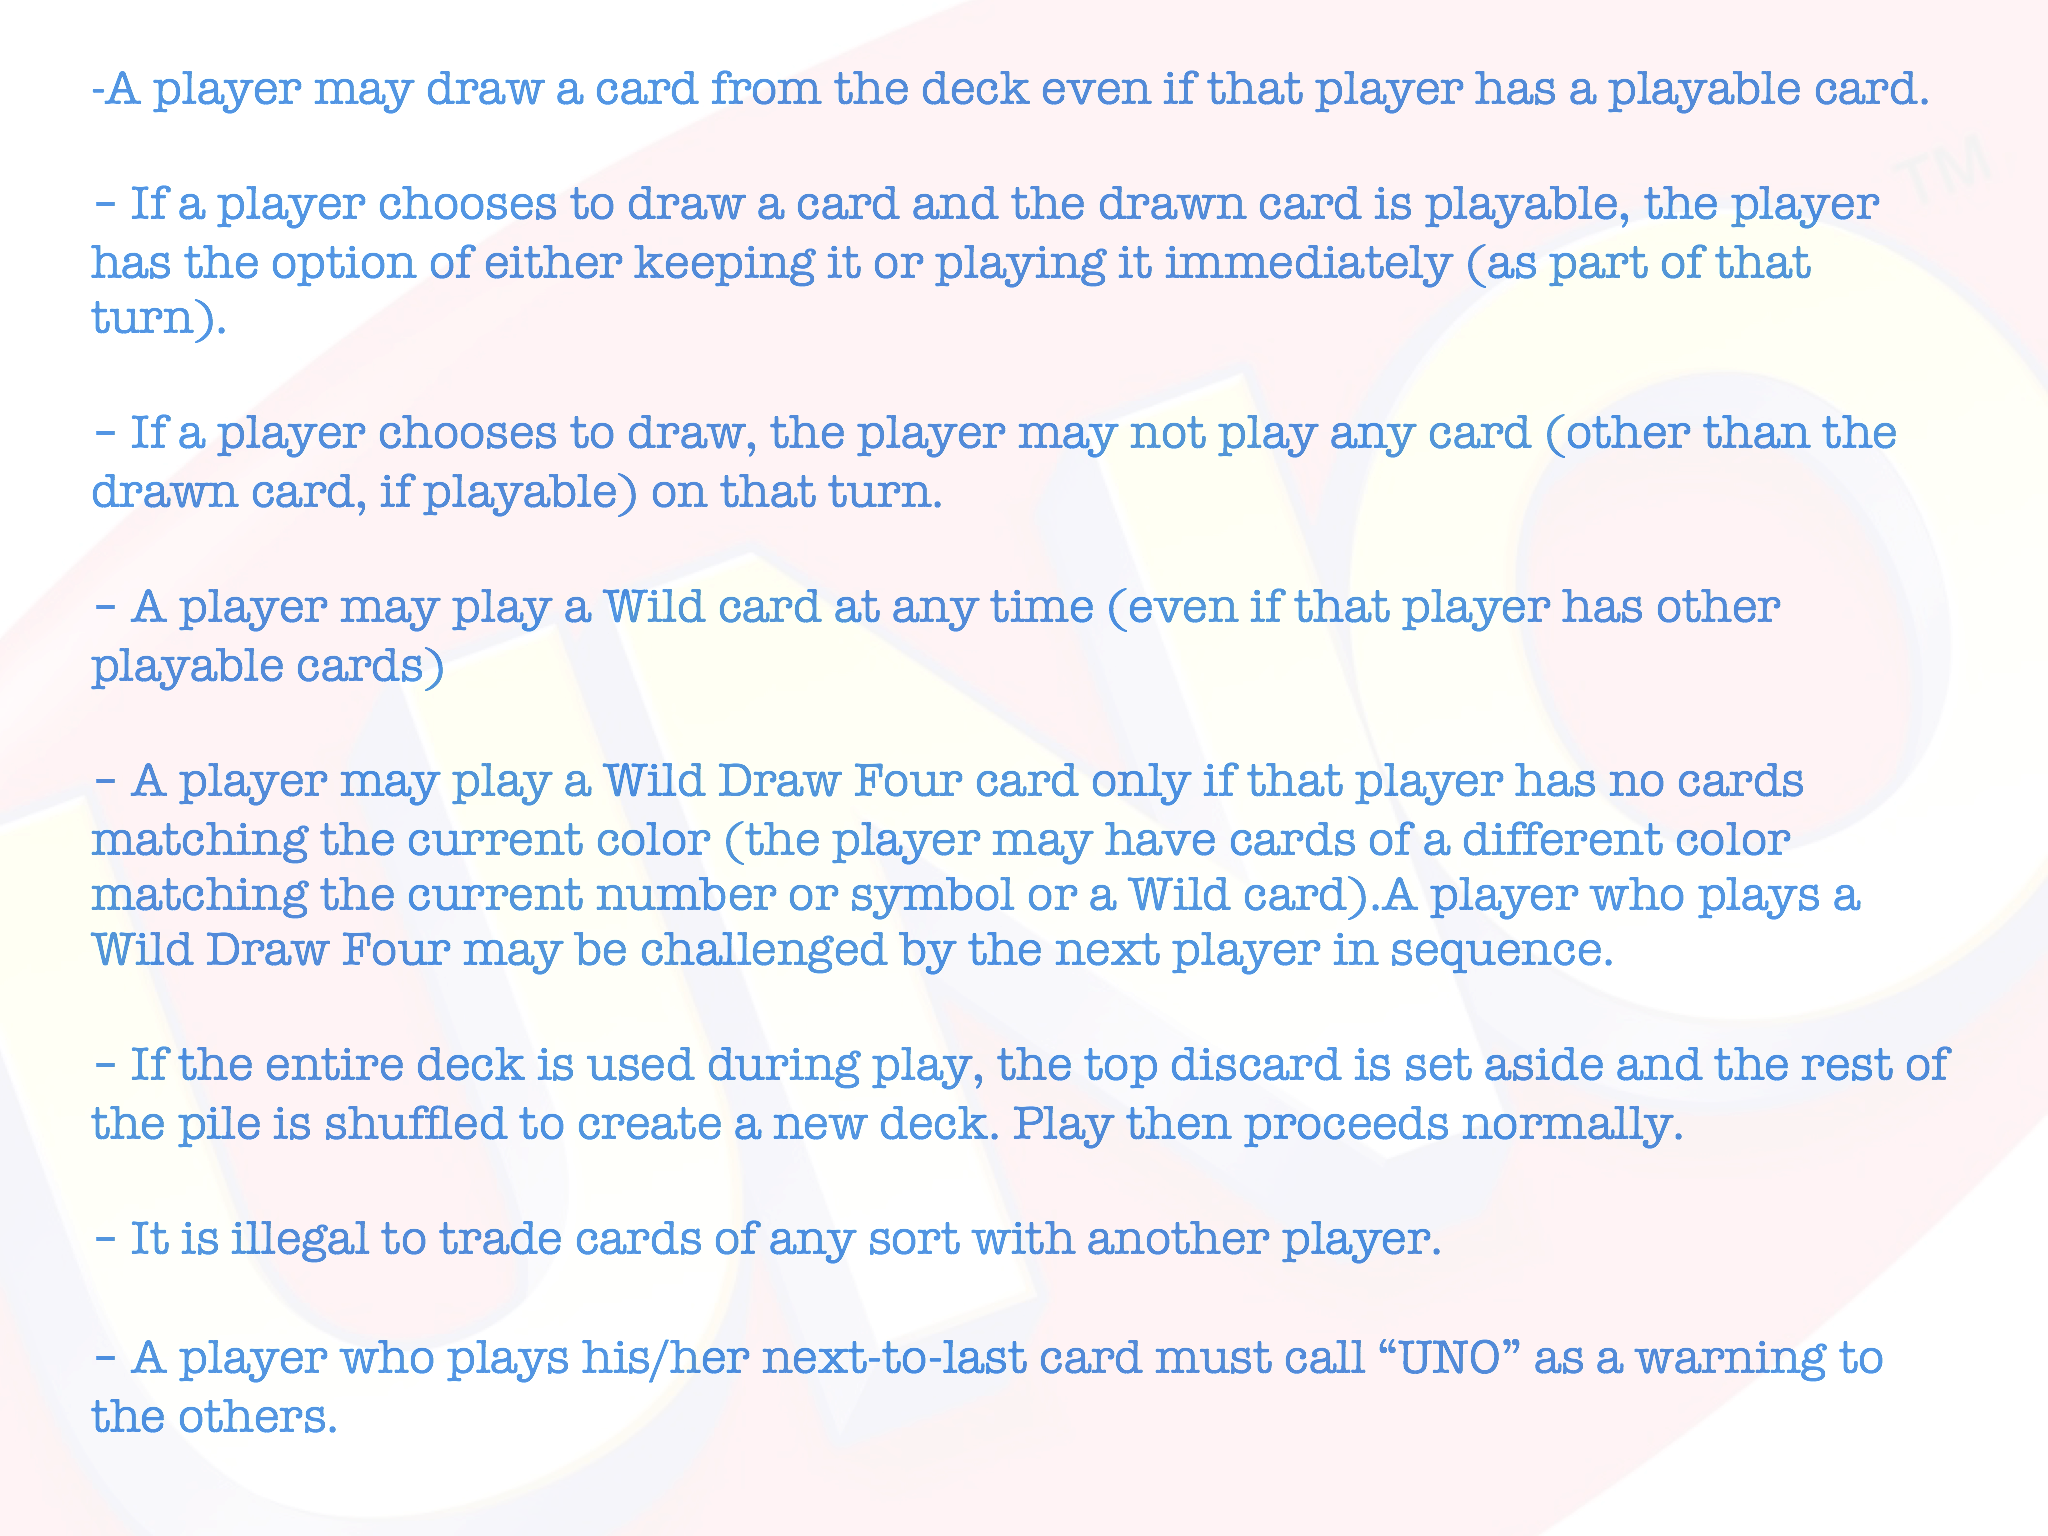 -A player may draw a card from the deck even if that player has a playable card.
– If a player chooses to draw a card and the drawn card is playable, the player
has the option of either keeping it or playing it immediately (as part of that
turn).
– If a player chooses to draw, the player may not play any card (other than the
drawn card, if playable) on that turn.
– A player may play a Wild card at any time (even if that player has other
playable cards)
– A player may play a Wild Draw Four card only if that player has no cards
matching the current color (the player may have cards of a different color
matching the current number or symbol or a Wild card).A player who plays a
Wild Draw Four may be challenged by the next player in sequence.
– If the entire deck is used during play, the top discard is set aside and the rest of
the pile is shuffled to create a new deck. Play then proceeds normally.
– It is illegal to trade cards of any sort with another player.
– A player who plays his/her next-to-last card must call “UNO” as a warning to
the others.
UNO
TM